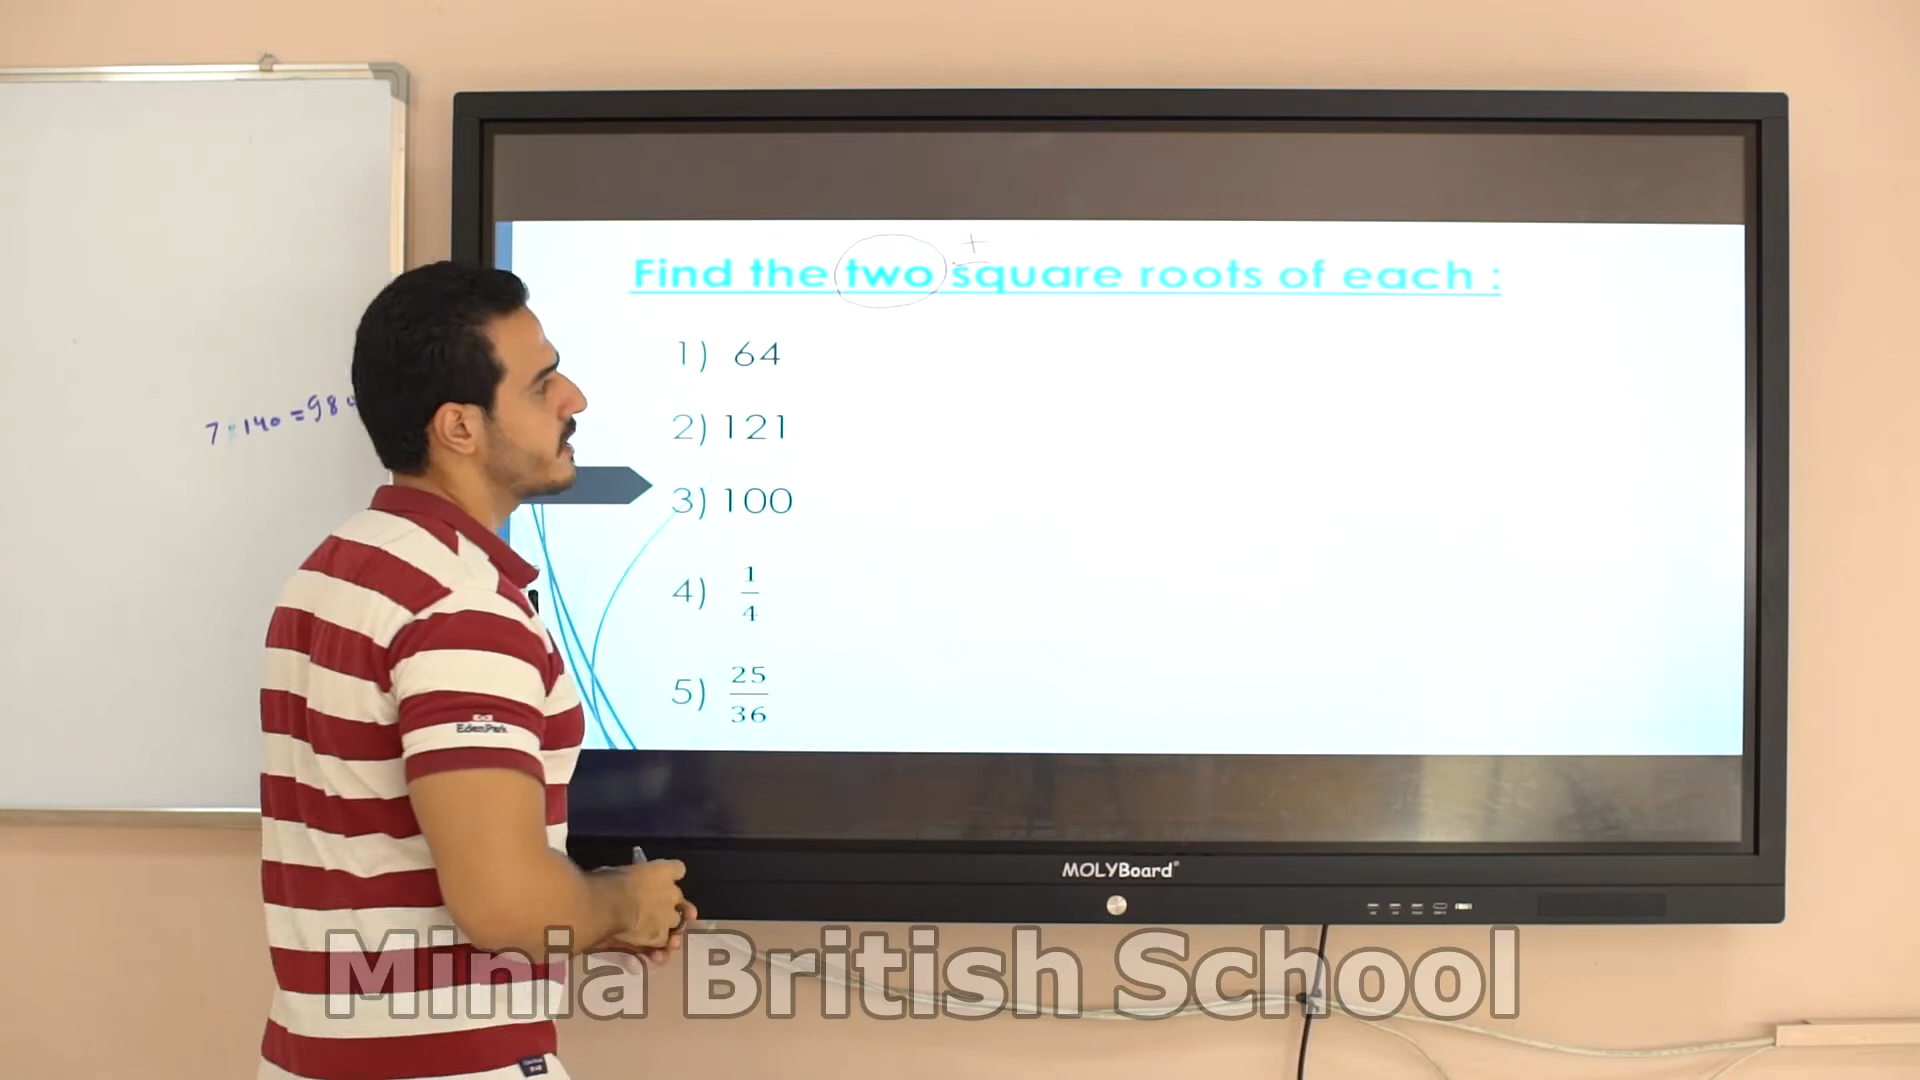 7 · 140 = 98
Find the two square roots of each :
+
1) 64
2) 121
3) 100
4) 1/4
5) 25/36
EdenPark
MOLYBoard
Minia British School